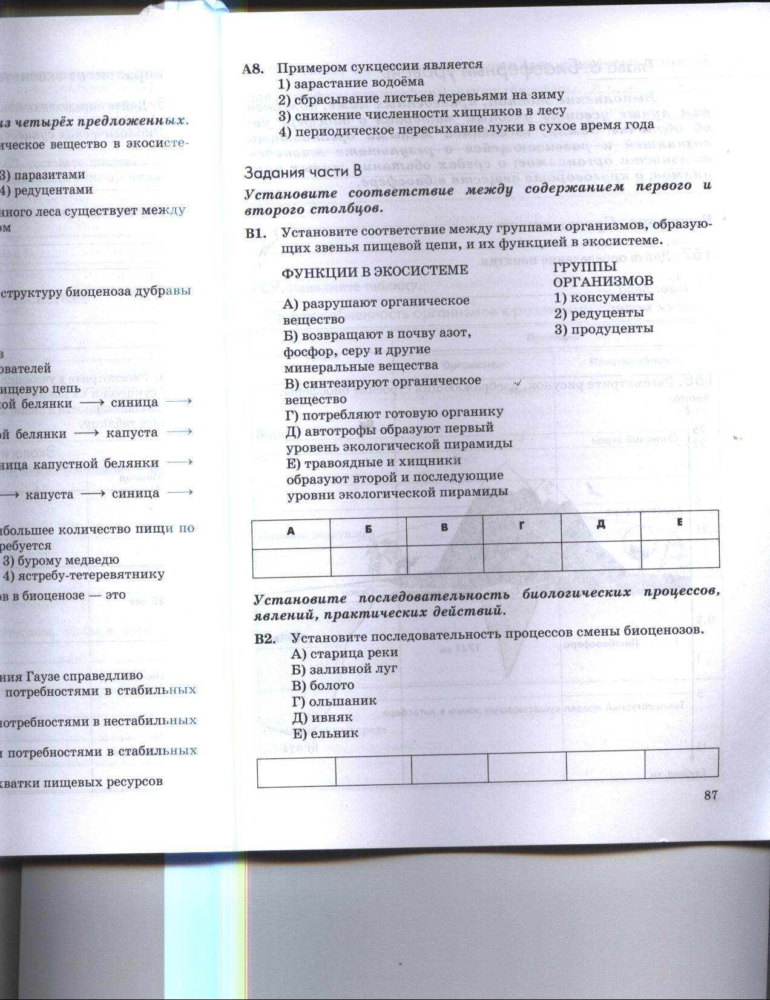 из четырёх предложенных.
ическое вещество в экосисте-
3) паразитами
4) редуцентами
нного леса существует между
ом
структуру биоценоза дубравы
в
ователей
ищевую цепь
ной белянки → синица →
ой белянки → капуста →
ница капустной белянки →
→ капуста → синица →
ибольшее количество пищи по
ребуется
3) бурому медведю
4) ястребу-тетеревятнику
ов в биоценозе — это
ния Гаузе справедливо
потребностями в стабильных
потребностями в нестабильных
и потребностями в стабильных
хватки пищевых ресурсов
А8. Примером сукцессии является
1) зарастание водоёма
2) сбрасывание листьев деревьями на зиму
3) снижение численности хищников в лесу
4) периодическое пересыхание лужи в сухое время года
Задания части В
Установите соответствие между содержанием первого и
второго столбцов.
В1. Установите соответствие между группами организмов, образую-
щих звенья пищевой цепи, и их функцией в экосистеме.
ФУНКЦИИ В ЭКОСИСТЕМЕ
А) разрушают органическое
вещество
Б) возвращают в почву азот,
фосфор, серу и другие
минеральные вещества
В) синтезируют органическое
вещество
Г) потребляют готовую органику
Д) автотрофы образуют первый
уровень экологической пирамиды
Е) травоядные и хищники
образуют второй и последующие
уровни экологической пирамиды
ГРУППЫ
ОРГАНИЗМОВ
1) консументы
2) редуценты
3) продуценты
А Б В Г Д Е
Установите последовательность биологических процессов,
явлений, практических действий.
В2. Установите последовательность процессов смены биоценозов.
А) старица реки
Б) заливной луг
В) болото
Г) ольшаник
Д) ивняк
Е) ельник
87